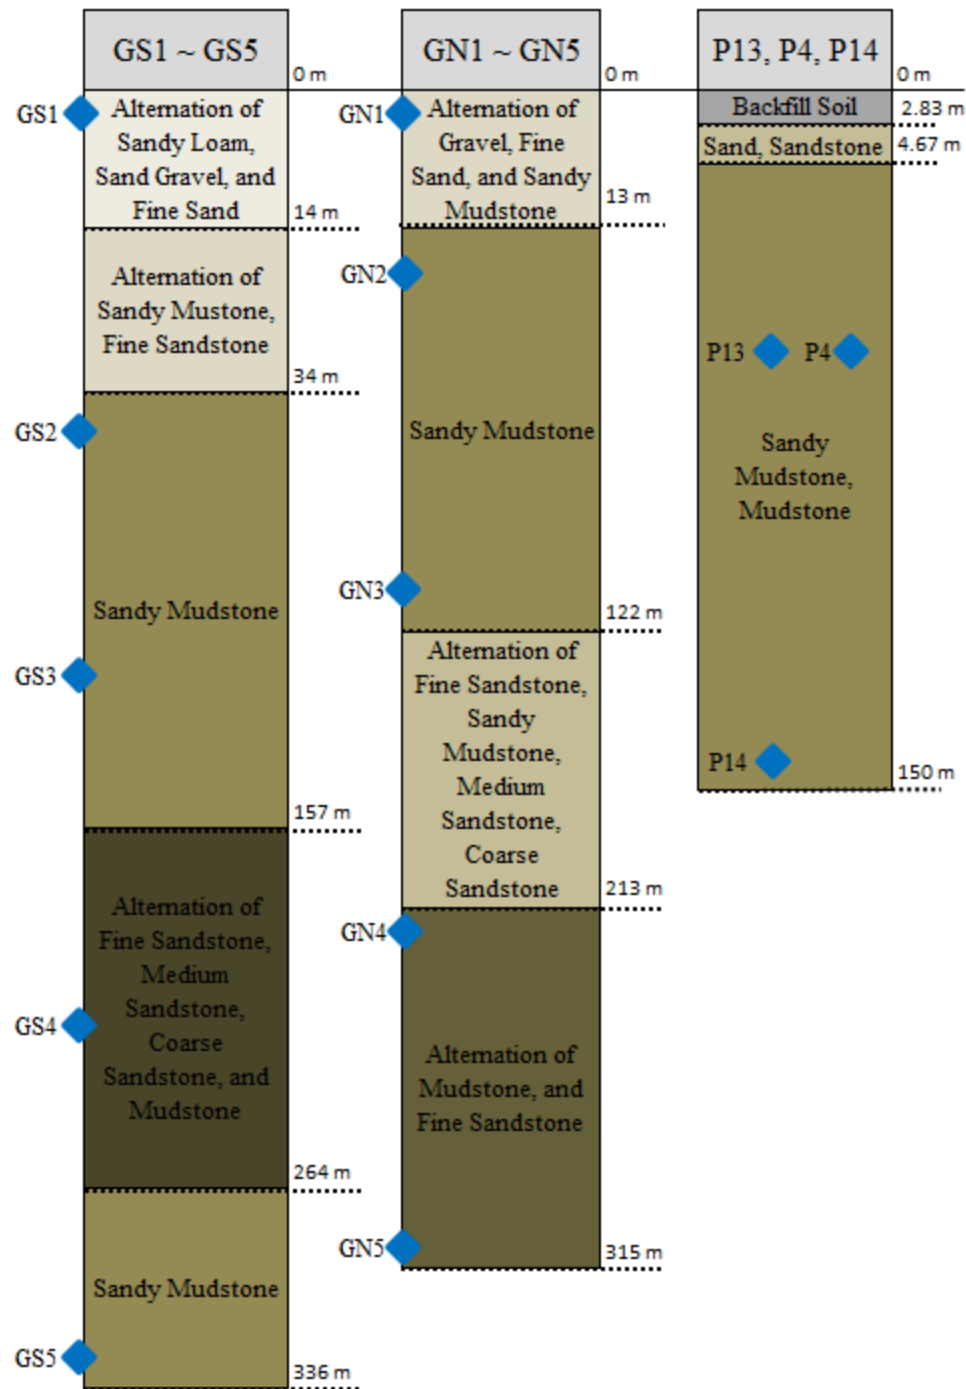 GS1 ~ GS5
0 m
GS1
Alternation of
Sandy Loam,
Sand Gravel, and
Fine Sand
14 m
Alternation of
Sandy Mustone,
Fine Sandstone
34 m
GS2
Sandy Mudstone
GS3
157 m
Alternation of
Fine Sandstone,
Medium
Sandstone,
Coarse
Sandstone, and
Mudstone
GS4
264 m
Sandy Mudstone
GS5
336 m
GN1 ~ GN5
0 m
GN1
Alternation of
Gravel, Fine
Sand, and Sandy
Mudstone
13 m
GN2
Sandy Mudstone
GN3
122 m
Alternation of
Fine Sandstone,
Sandy
Mudstone,
Medium
Sandstone,
Coarse
Sandstone
213 m
GN4
Alternation of
Mudstone, and
Fine Sandstone
GN5
315 m
P13, P4, P14
0 m
Backfill Soil
2.83 m
Sand, Sandstone
4.67 m
P13 P4
Sandy
Mudstone,
Mudstone
P14
150 m